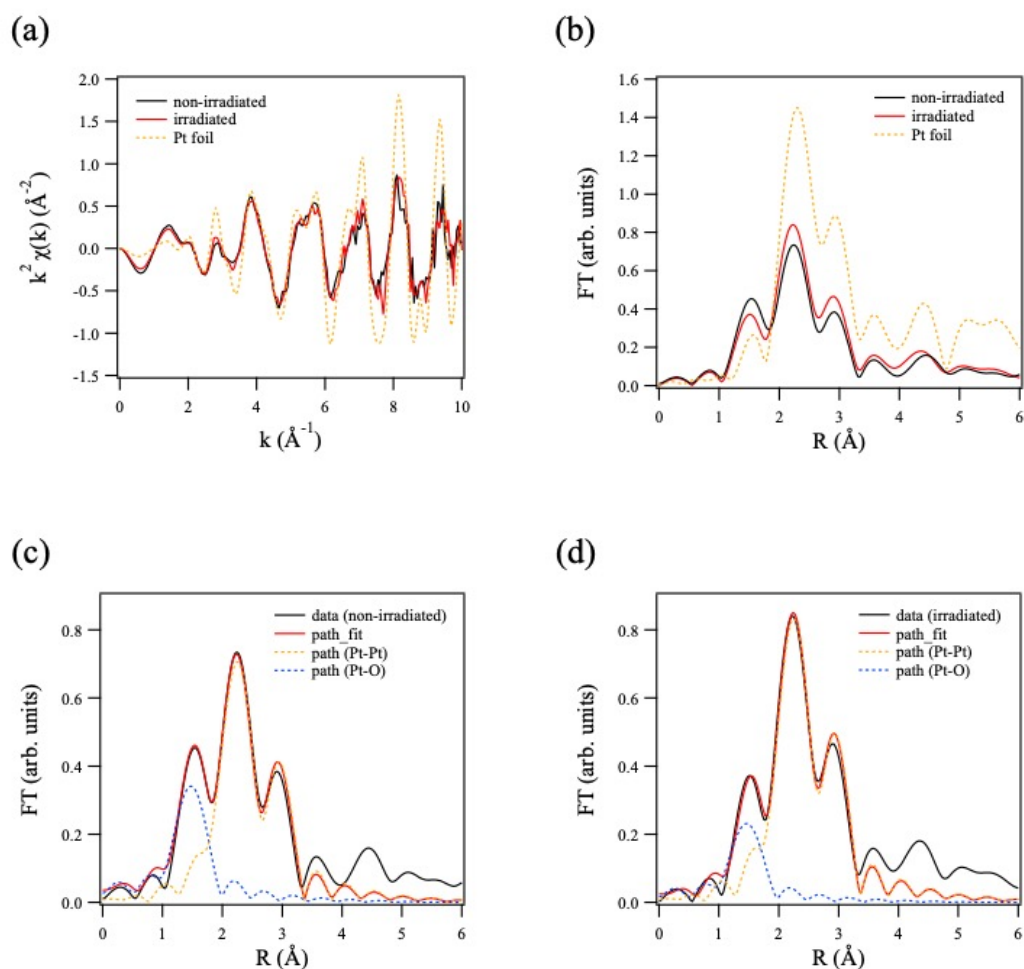 (a)
(b)
2.0
1.5
1.0
0.5
0.0
-0.5
-1.0
-1.5
k² χ(k) (Å⁻²)
non-irradiated
irradiated
Pt foil
0 2 4 6 8 10
k (Å⁻¹)
1.6
1.4
1.2
1.0
0.8
0.6
0.4
0.2
0.0
FT (arb. units)
non-irradiated
irradiated
Pt foil
0 1 2 3 4 5 6
R (Å)
(c)
(d)
0.8
0.6
0.4
0.2
0.0
FT (arb. units)
data (non-irradiated)
path_fit
path (Pt-Pt)
path (Pt-O)
0 1 2 3 4 5 6
R (Å)
0.8
0.6
0.4
0.2
0.0
FT (arb. units)
data (irradiated)
path_fit
path (Pt-Pt)
path (Pt-O)
0 1 2 3 4 5 6
R (Å)